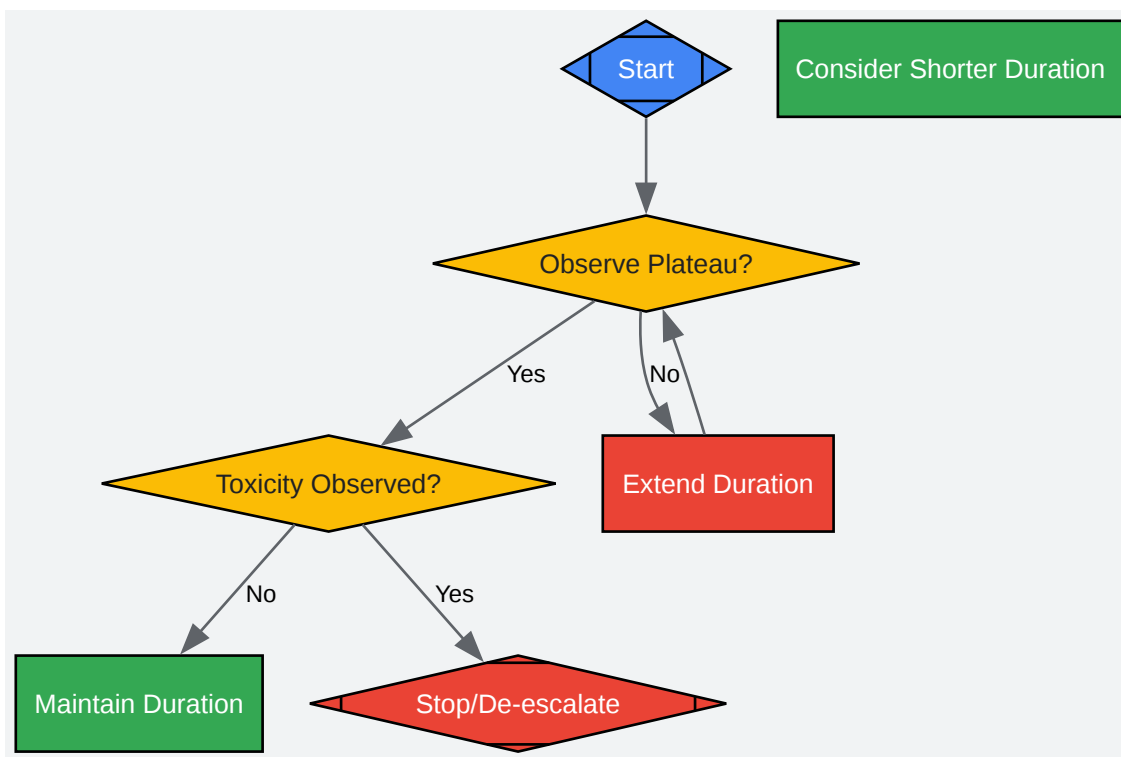 Start
Consider Shorter Duration
Observe Plateau?
Yes
No
Toxicity Observed?
Extend Duration
No
Yes
Maintain Duration
Stop/De-escalate